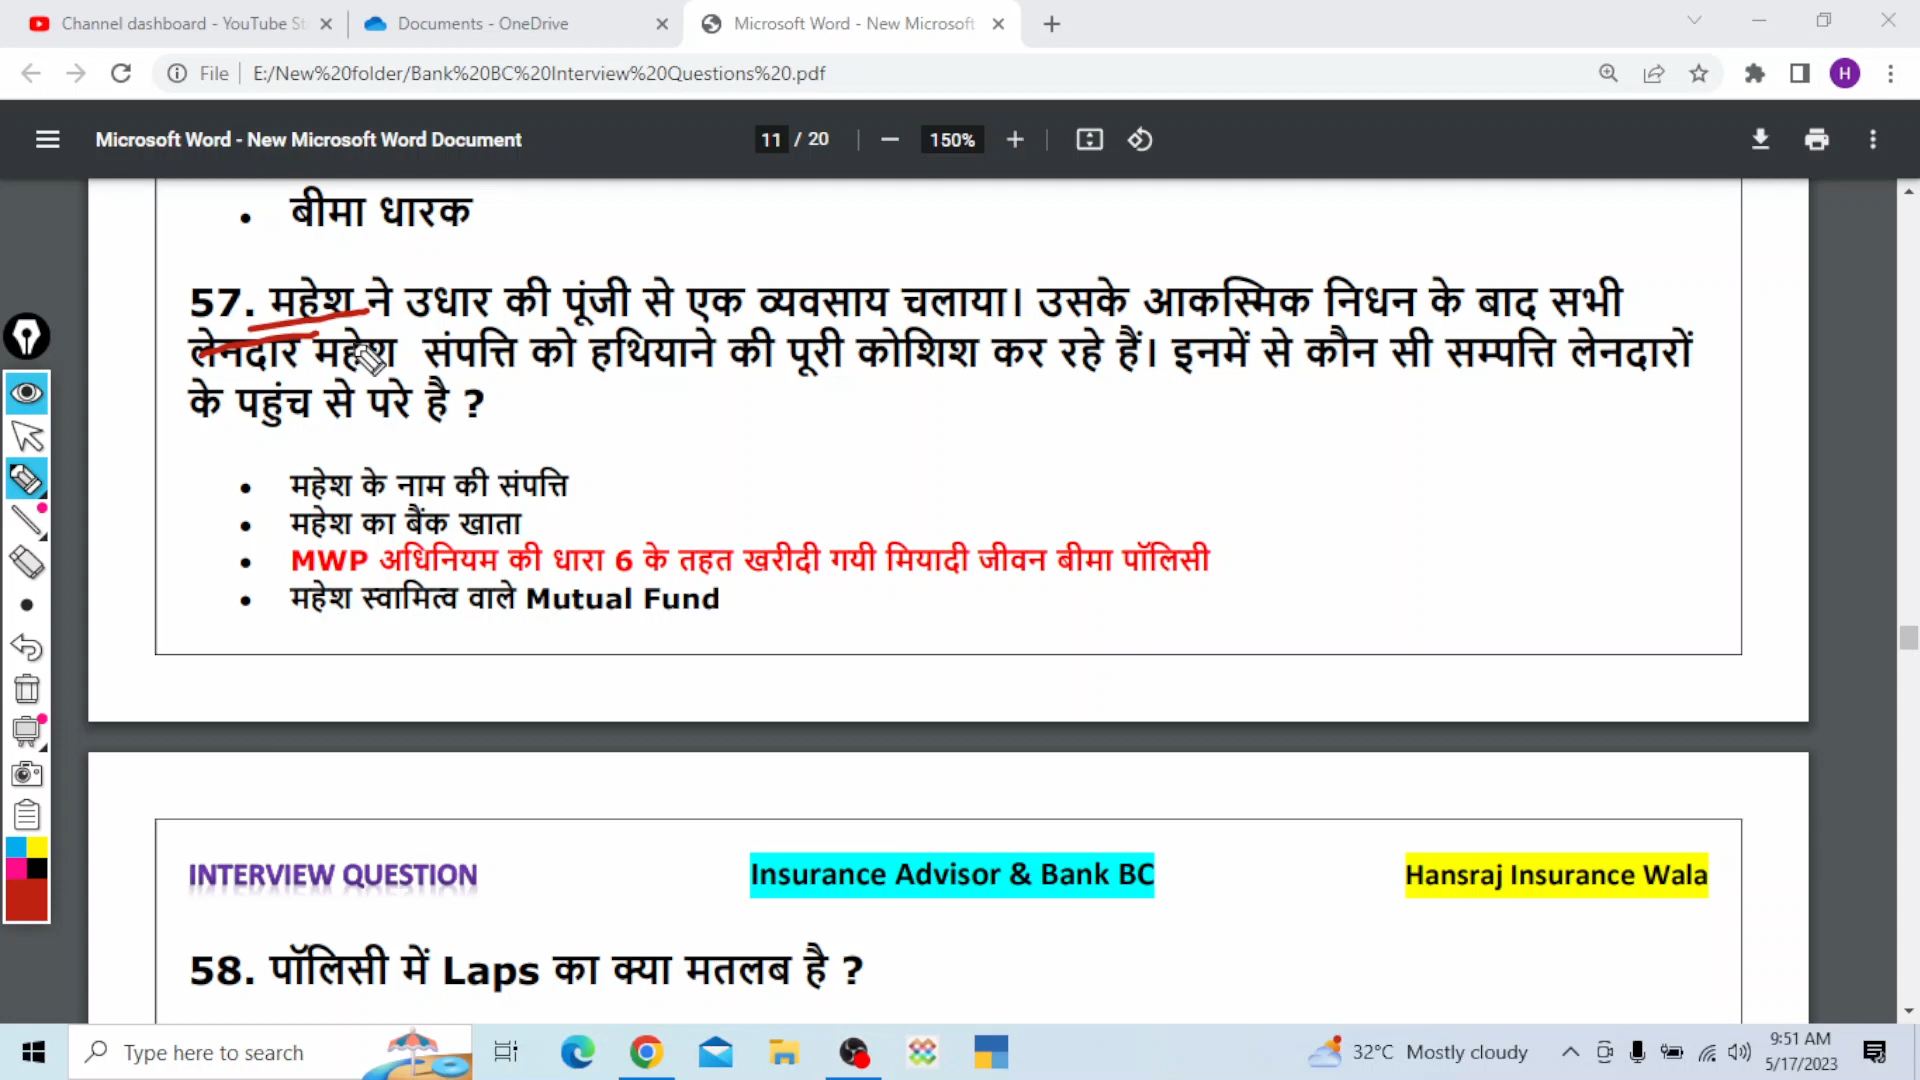 Channel dashboard - YouTube St
Documents - OneDrive
Microsoft Word - New Microsoft
File
E:/New%20folder/Bank%20BC%20Interview%20Questions%20.pdf
H
Microsoft Word - New Microsoft Word Document
11 / 20
150%
• बीमा धारक
57. महेश ने उधार की पूंजी से एक व्यवसाय चलाया। उसके आकस्मिक निधन के बाद सभी
लेनदार महेश संपत्ति को हथियाने की पूरी कोशिश कर रहे हैं। इनमें से कौन सी सम्पत्ति लेनदारों
के पहुंच से परे है ?
• महेश के नाम की संपत्ति
• महेश का बैंक खाता
• MWP अधिनियम की धारा 6 के तहत खरीदी गयी मियादी जीवन बीमा पॉलिसी
• महेश स्वामित्व वाले Mutual Fund
INTERVIEW QUESTION
Insurance Advisor & Bank BC
Hansraj Insurance Wala
58. पॉलिसी में Laps का क्या मतलब है ?
Type here to search
32°C Mostly cloudy
9:51 AM
5/17/2023